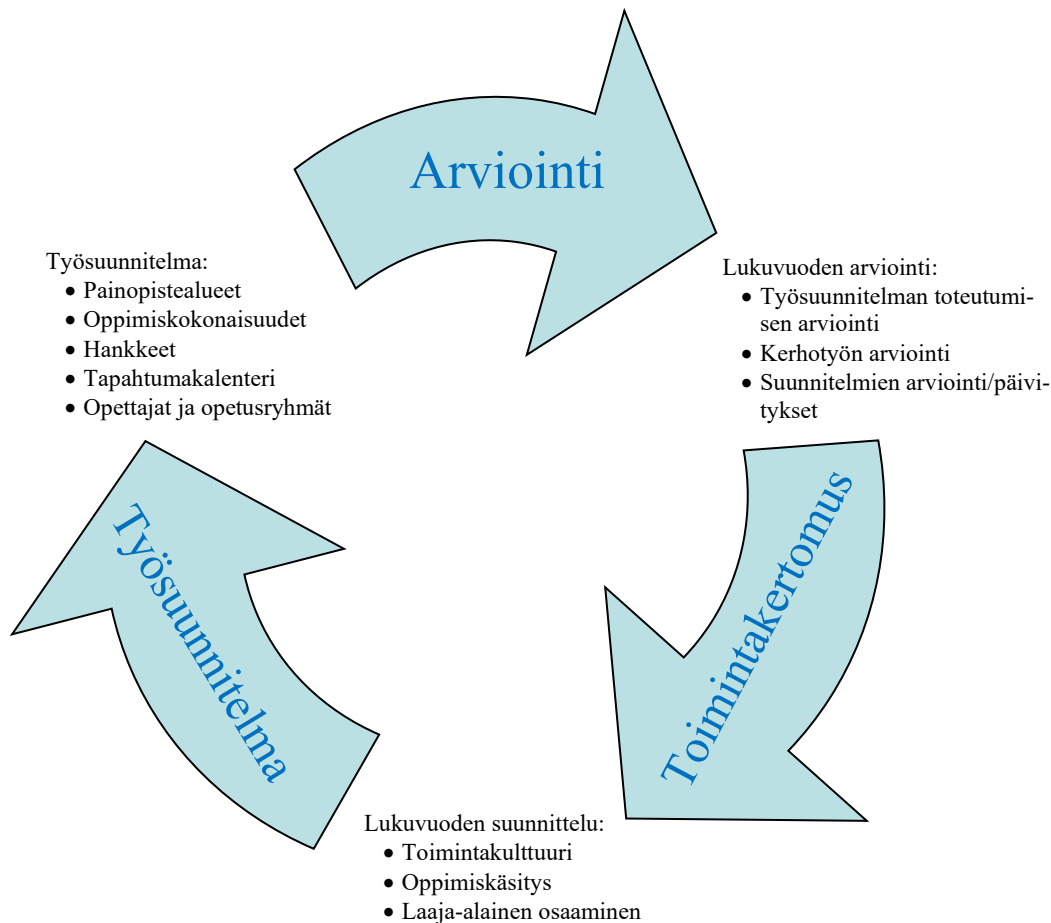 Arviointi
Työsuunnitelma:
• Painopistealueet
• Oppimiskokonaisuudet
• Hankkeet
• Tapahtumakalenteri
• Opettajat ja opetusryhmät
Lukuvuoden arviointi:
• Työsuunnitelman toteutumi-
sen arviointi
• Kerhotyön arviointi
• Suunnitelmien arviointi/päivi-
tykset
Toimintakertomus
Työsuunnitelma
Lukuvuoden suunnittelu:
• Toimintakulttuuri
• Oppimiskäsitys
• Laaja-alainen osaaminen